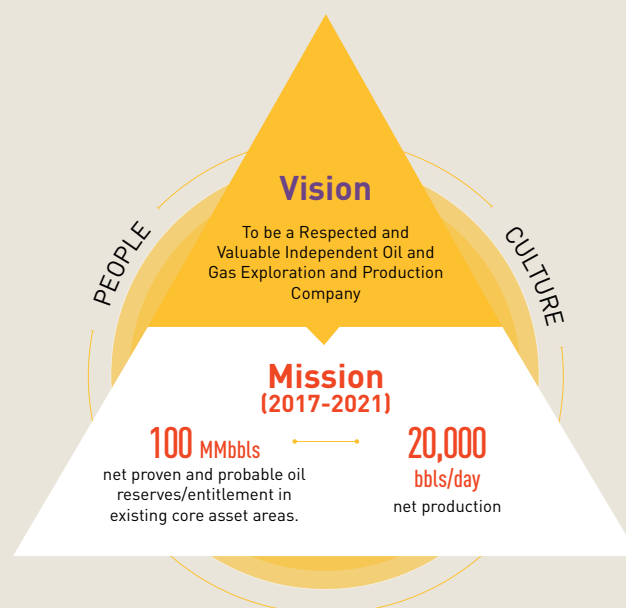 Vision
To be a Respected and
Valuable Independent Oil and
Gas Exploration and Production
Company
PEOPLE
CULTURE
Mission
(2017-2021)
100 MMbbls
net proven and probable oil
reserves/entitlement in
existing core asset areas.
20,000
bbls/day
net production